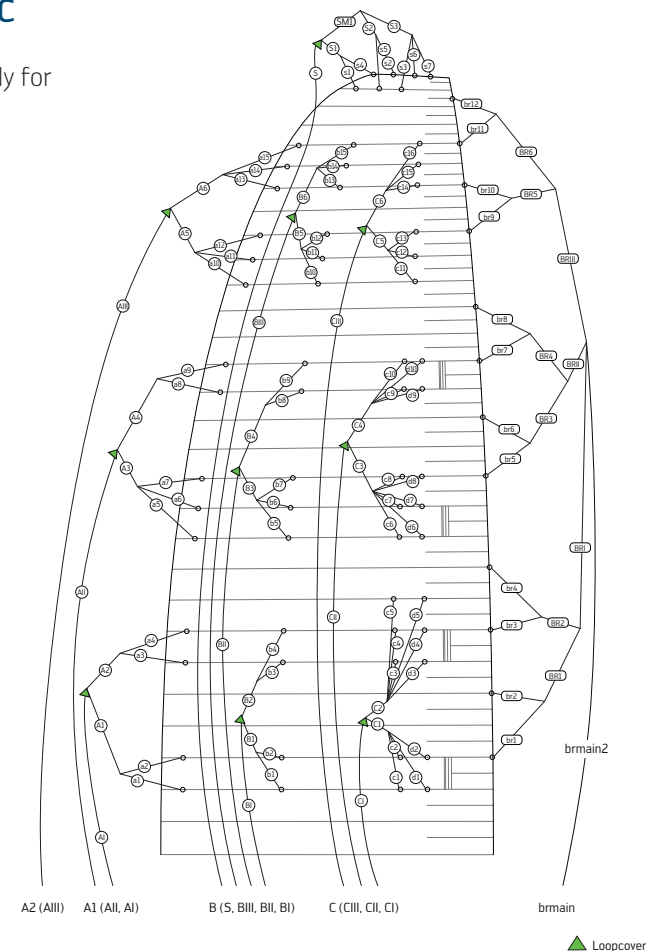 C
ly for
SM1 S3
S2
S1 s5 s6
s4 s2 s3 s7
S s1
br12
br11
BR6
a15 b15 c16
a14 b14 c15
a13 b13 c14
A6 B6 C6
br10 BR5
br9
A5 B5 C5
a12 b12 c13
a11 b11 c12
a10 b10 c11
BRIII
AIII BIII CIII
br8
br7 BR4 BRII
a9 b9 c10 d10
a8 b8 c9 d9
A4 B4 C4
BR3
br6
br5
A3 B3 C3
a7 b7 c8 d8
a6 b6 c7 d7
a5 b5 c6 d6
BRI
AII BII CII
br4
br3 BR2
c5 d5
a4 b4 c4 d4
a3 b3 c3 d3
A2 B2 C2
BR1
br2
br1
A1 B1 C1
a2 b2 c2 d2
a1 b1 c1 d1
brmain2
AI BI CI
A2 (AIII) A1 (AII, AI) B (S, BIII, BII, BI) C (CIII, CII, CI) brmain
Loopcover